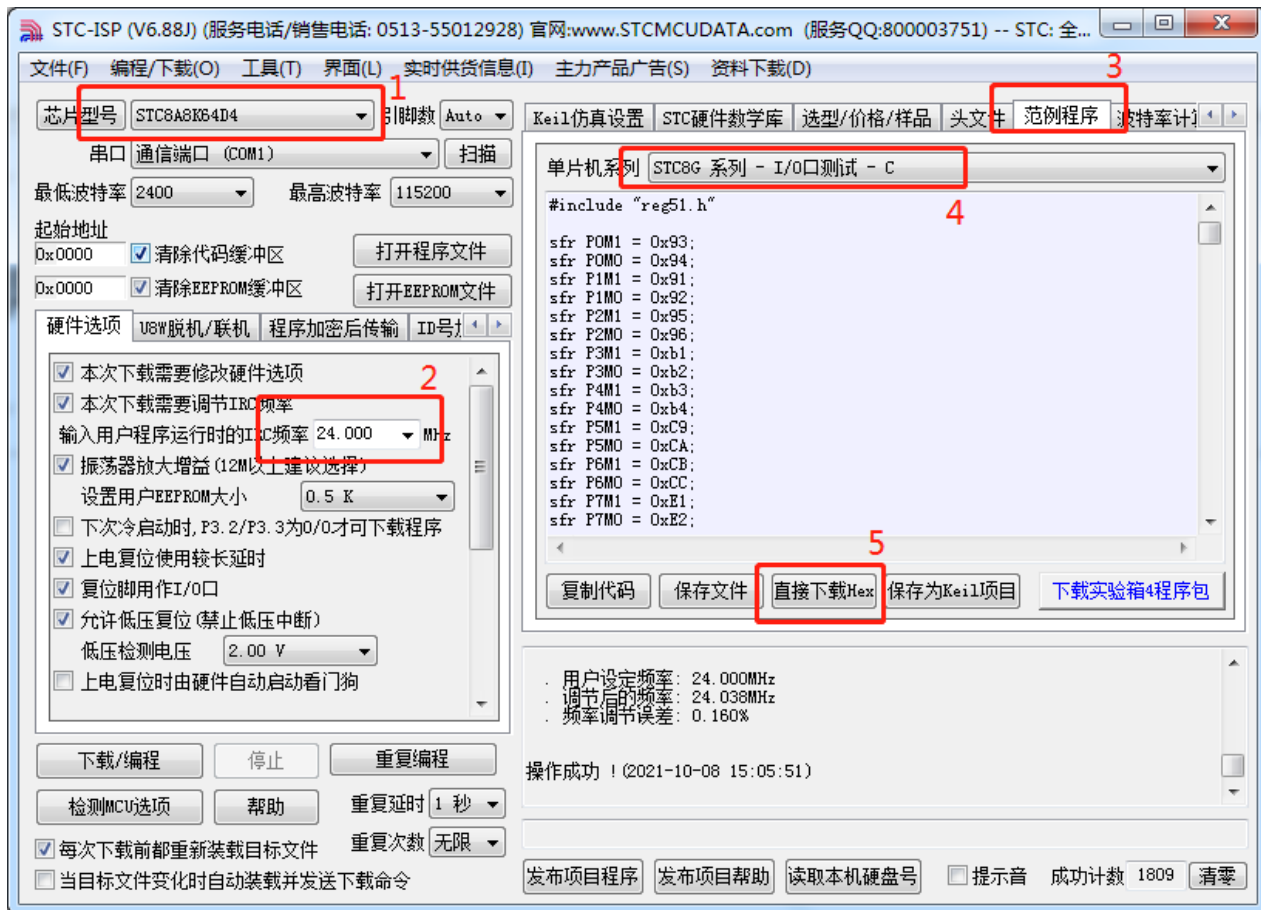 STC-ISP (V6.88J) (服务电话/销售电话: 0513-55012928) 官网:www.STCMCUDATA.com (服务QQ:800003751) -- STC: 全...
文件(F) 编程/下载(O) 工具(T) 界面(L) 实时供货信息(I) 主力产品广告(S) 资料下载(D)
1
3
芯片型号 STC8A8K64D4 引脚数 Auto
串口 通信端口 (COM1) 扫描
最低波特率 2400 最高波特率 115200
起始地址
0x0000 清除代码缓冲区 打开程序文件
0x0000 清除EEPROM缓冲区 打开EEPROM文件
硬件选项 U8W脱机/联机 程序加密后传输 ID号
本次下载需要修改硬件选项
2
本次下载需要调节IRC频率
输入用户程序运行时的IRC频率 24.000 MHz
振荡器放大增益(12M以上建议选择)
设置用户EEPROM大小 0.5 K
下次冷启动时,P3.2/P3.3为0/0才可下载程序
上电复位使用较长延时
复位脚用作I/O口
允许低压复位(禁止低压中断)
低压检测电压 2.00 V
上电复位时由硬件自动启动看门狗
下载/编程 停止 重复编程
检测MCU选项 帮助 重复延时 1 秒
重复次数 无限
每次下载前都重新装载目标文件
当目标文件变化时自动装载并发送下载命令
Keil仿真设置 STC硬件数学库 选型/价格/样品 头文件 范例程序 波特率计
单片机系列 STC8G 系列 - I/O口测试 - C
4
#include "reg51.h"
sfr P0M1 = 0x93;
sfr P0M0 = 0x94;
sfr P1M1 = 0x91;
sfr P1M0 = 0x92;
sfr P2M1 = 0x95;
sfr P2M0 = 0x96;
sfr P3M1 = 0xb1;
sfr P3M0 = 0xb2;
sfr P4M1 = 0xb3;
sfr P4M0 = 0xb4;
sfr P5M1 = 0xC9;
sfr P5M0 = 0xCA;
sfr P6M1 = 0xCB;
sfr P6M0 = 0xCC;
sfr P7M1 = 0xE1;
sfr P7M0 = 0xE2;
5
复制代码 保存文件 直接下载Hex 保存为Keil项目 下载实验箱4程序包
. 用户设定频率: 24.000MHz
. 调节后的频率: 24.038MHz
. 频率调节误差: 0.160%
操作成功 !(2021-10-08 15:05:51)
发布项目程序 发布项目帮助 读取本机硬盘号 提示音 成功计数 1809 清零